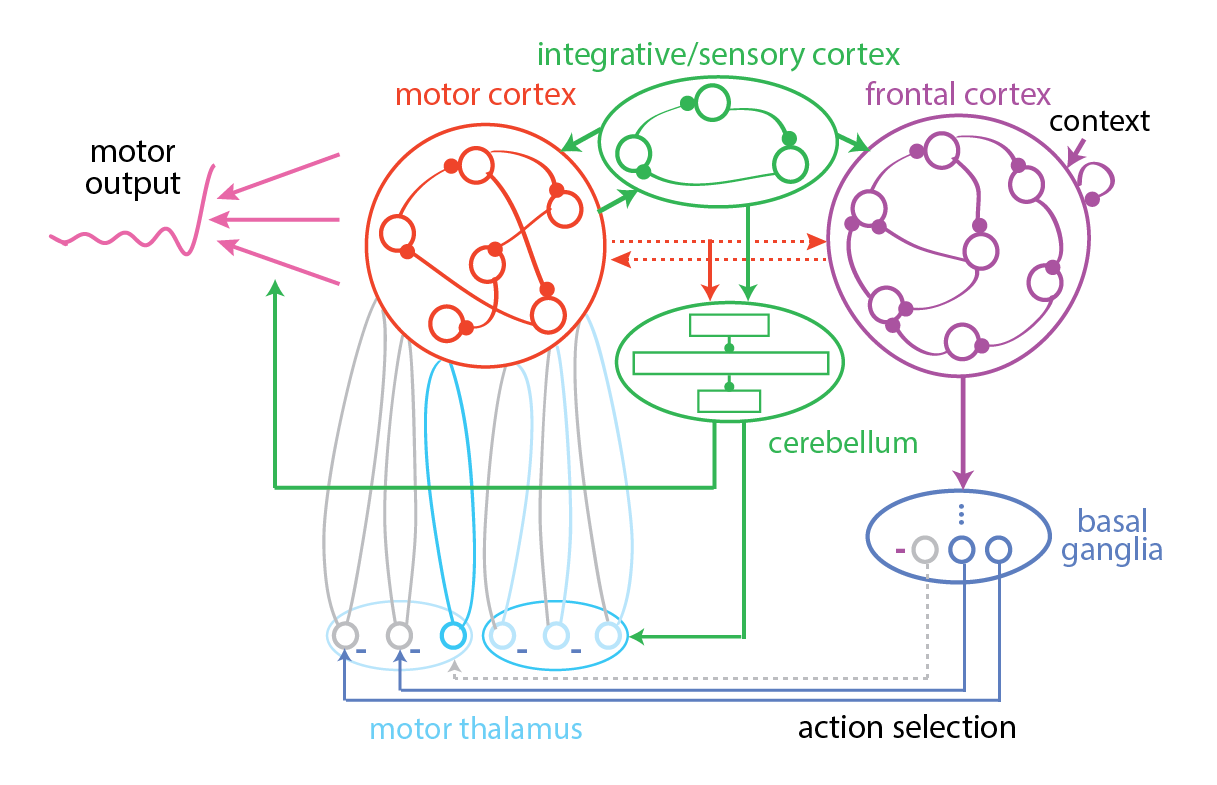 integrative/sensory cortex
motor cortex
frontal cortex
context
motor
output
cerebellum
basal
ganglia
-
- - - -
motor thalamus
action selection